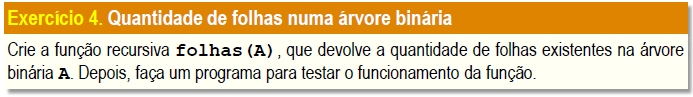 Exercício 4. Quantidade de folhas numa árvore binária
Crie a função recursiva folhas(A), que devolve a quantidade de folhas existentes na árvore
binária A. Depois, faça um programa para testar o funcionamento da função.